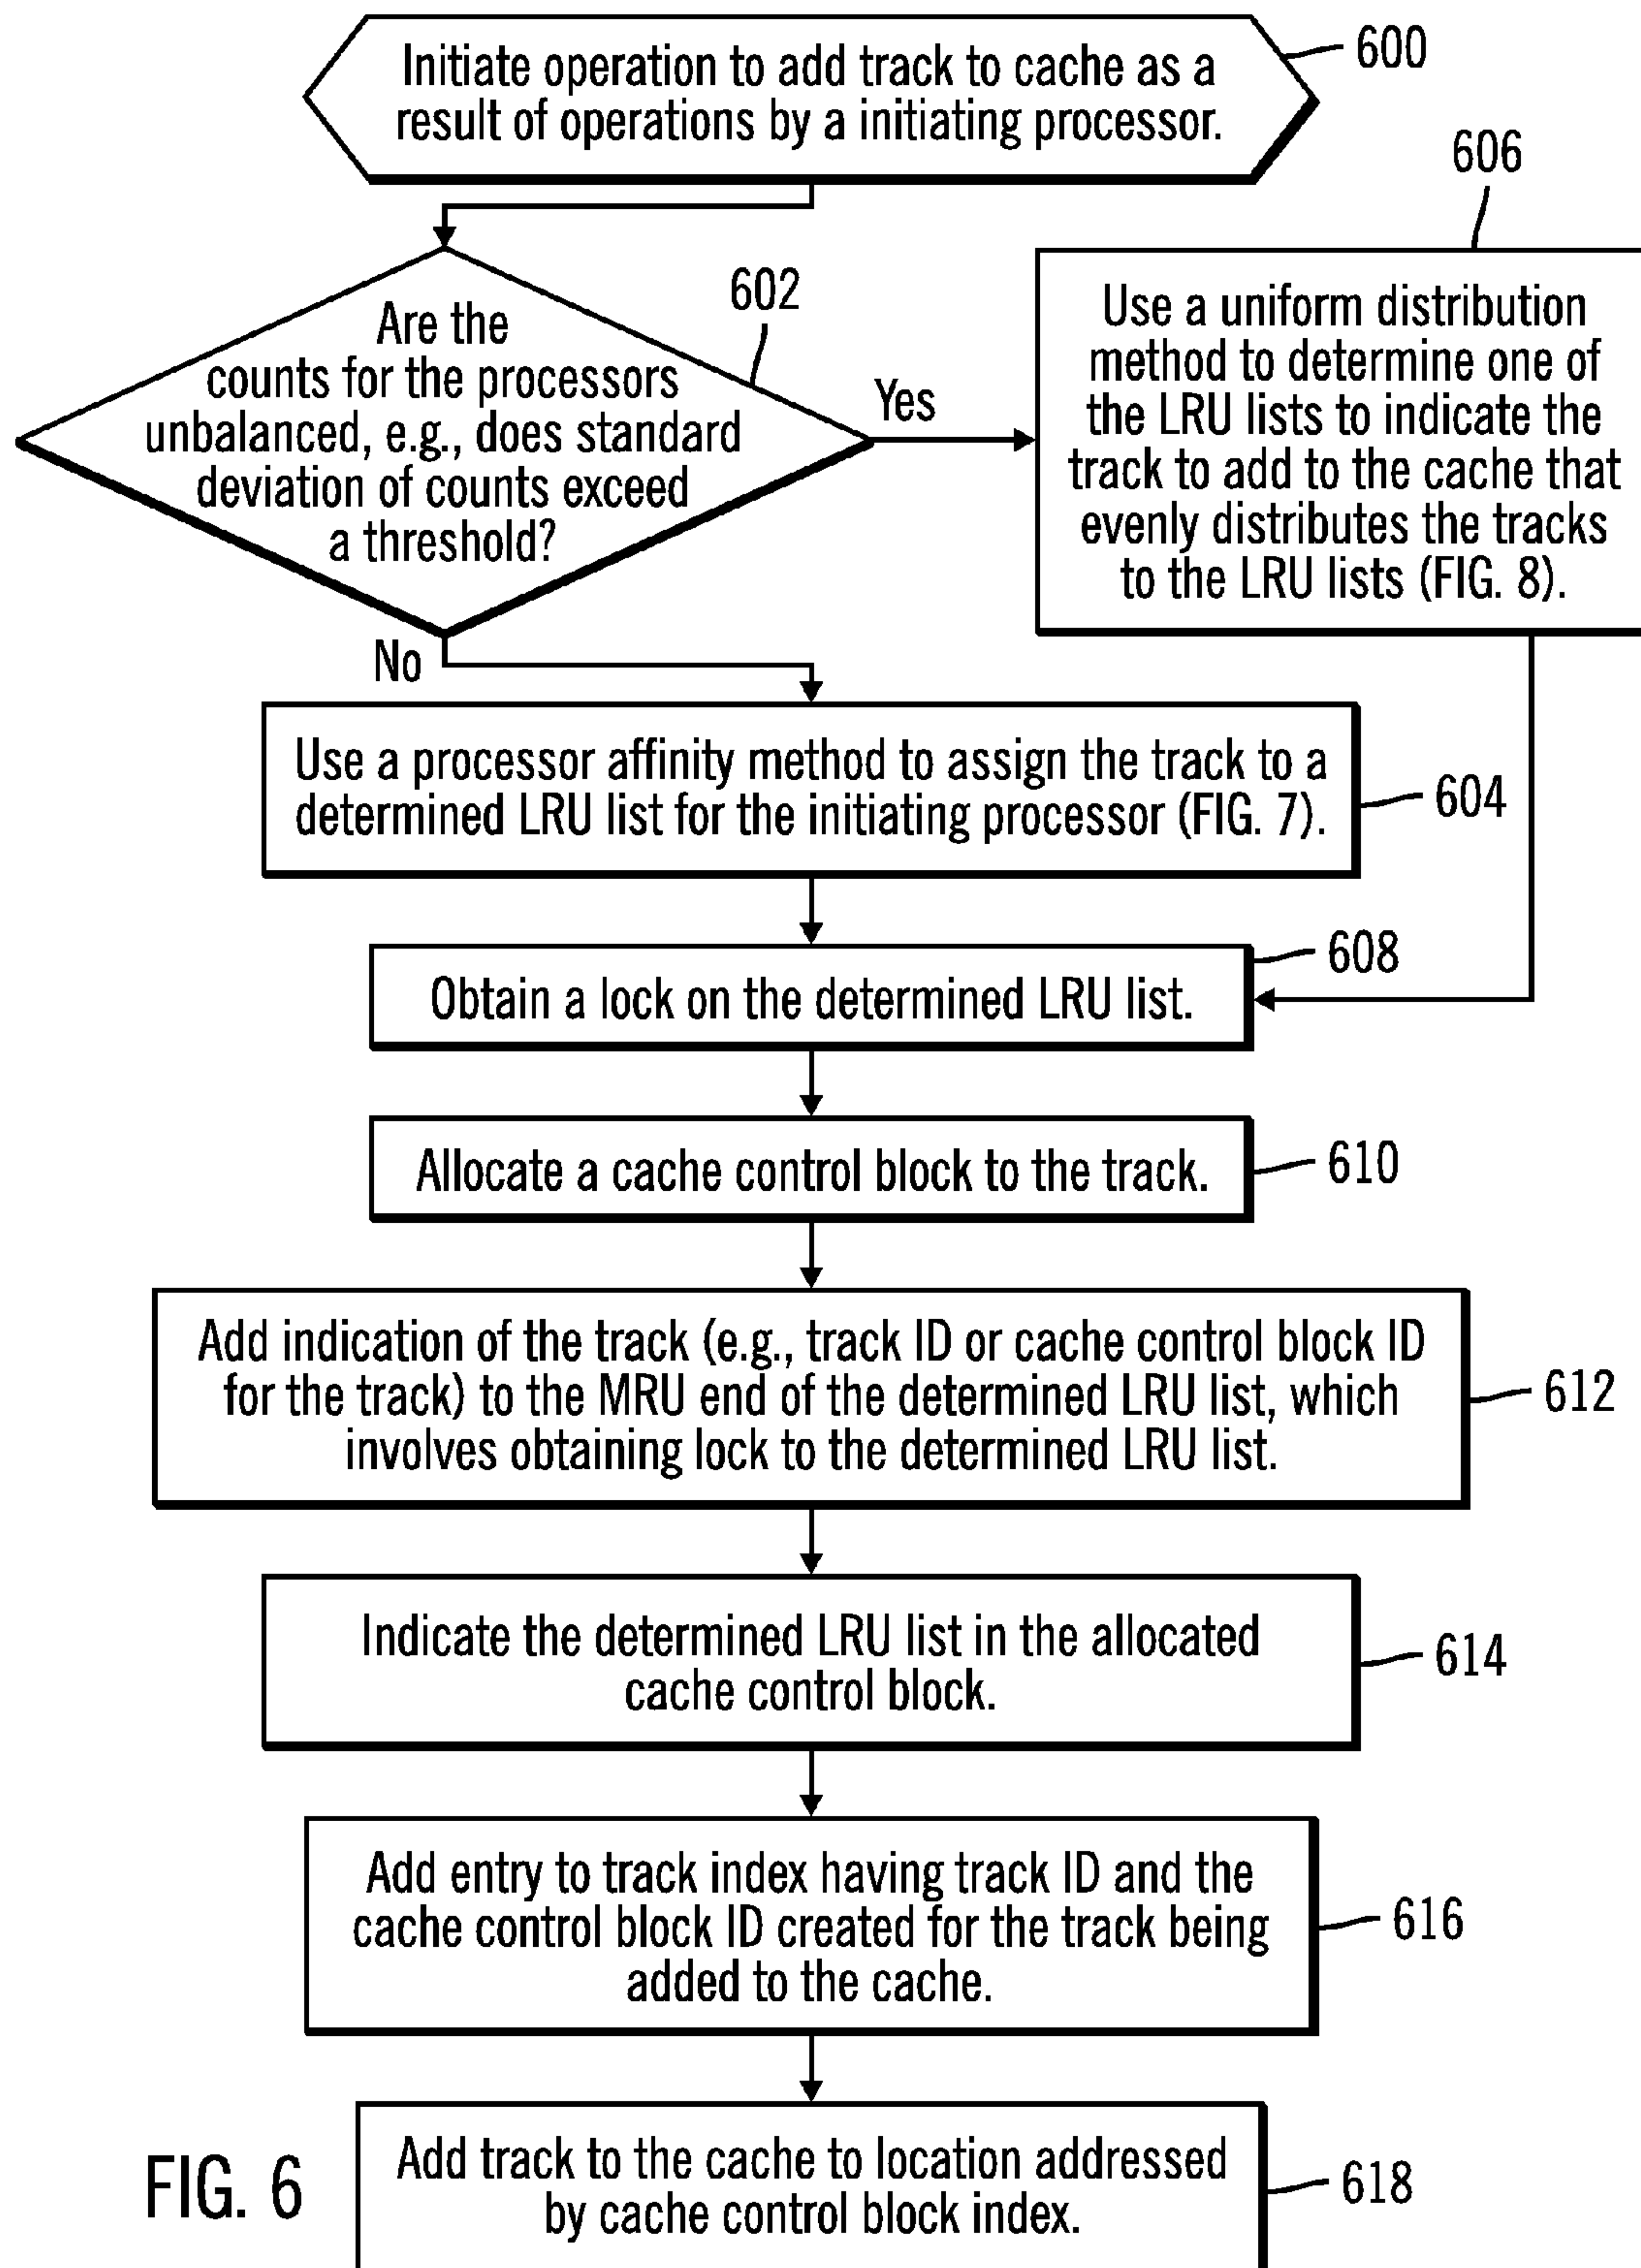 Initiate operation to add track to cache as a
result of operations by a initiating processor.
600
606
602
Are the
counts for the processors
unbalanced, e.g., does standard
deviation of counts exceed
a threshold?
Yes
Use a uniform distribution
method to determine one of
the LRU lists to indicate the
track to add to the cache that
evenly distributes the tracks
to the LRU lists (FIG. 8).
No
Use a processor affinity method to assign the track to a
determined LRU list for the initiating processor (FIG. 7).
604
Obtain a lock on the determined LRU list.
608
Allocate a cache control block to the track.
610
Add indication of the track (e.g., track ID or cache control block ID
for the track) to the MRU end of the determined LRU list, which
involves obtaining lock to the determined LRU list.
612
Indicate the determined LRU list in the allocated
cache control block.
614
Add entry to track index having track ID and the
cache control block ID created for the track being
added to the cache.
616
Add track to the cache to location addressed
by cache control block index.
618
FIG. 6